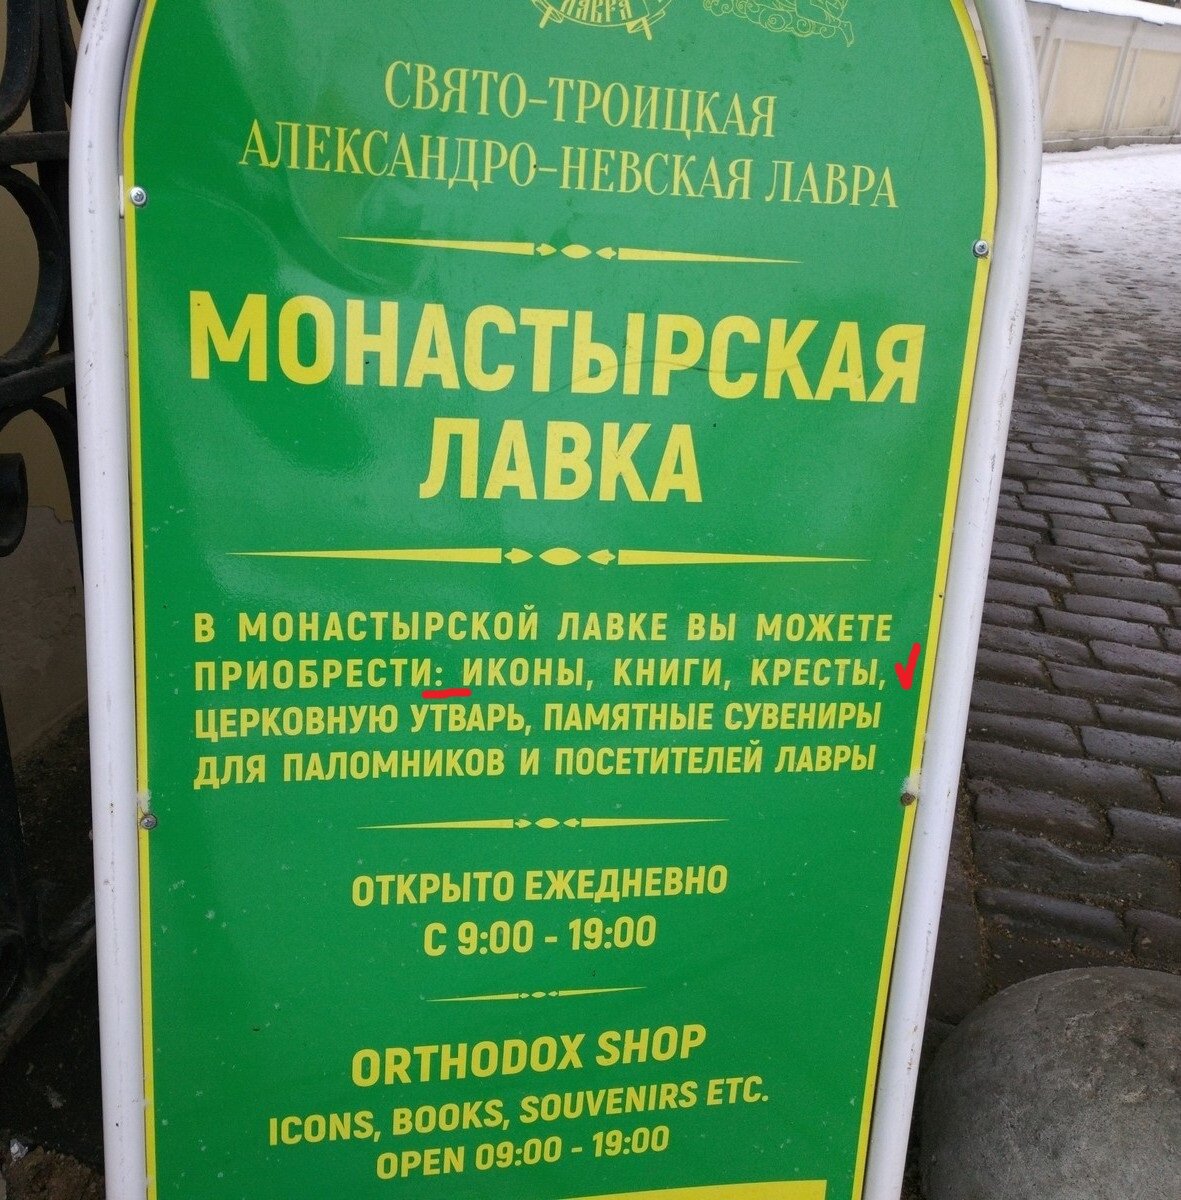 ЛАВРА
СВЯТО-ТРОИЦКАЯ
АЛЕКСАНДРО-НЕВСКАЯ ЛАВРА
МОНАСТЫРСКАЯ
ЛАВКА
В МОНАСТЫРСКОЙ ЛАВКЕ ВЫ МОЖЕТЕ
ПРИОБРЕСТИ: ИКОНЫ, КНИГИ, КРЕСТЫ,
ЦЕРКОВНУЮ УТВАРЬ, ПАМЯТНЫЕ СУВЕНИРЫ
ДЛЯ ПАЛОМНИКОВ И ПОСЕТИТЕЛЕЙ ЛАВРЫ
ОТКРЫТО ЕЖЕДНЕВНО
С 9:00 - 19:00
ORTHODOX SHOP
ICONS, BOOKS, SOUVENIRS ETC.
OPEN 09:00 - 19:00